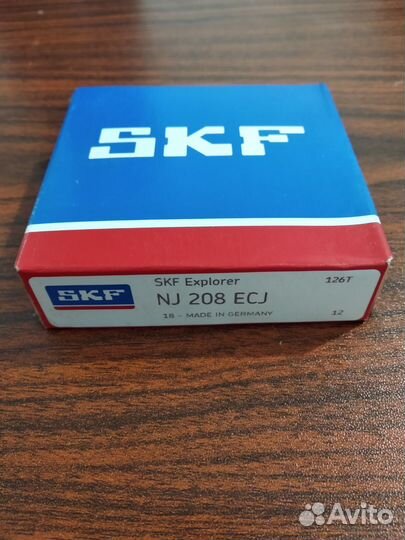 SKF
SKF
SKF Explorer 126T
NJ 208 ECJ
18 - MADE IN GERMANY 12
Avito